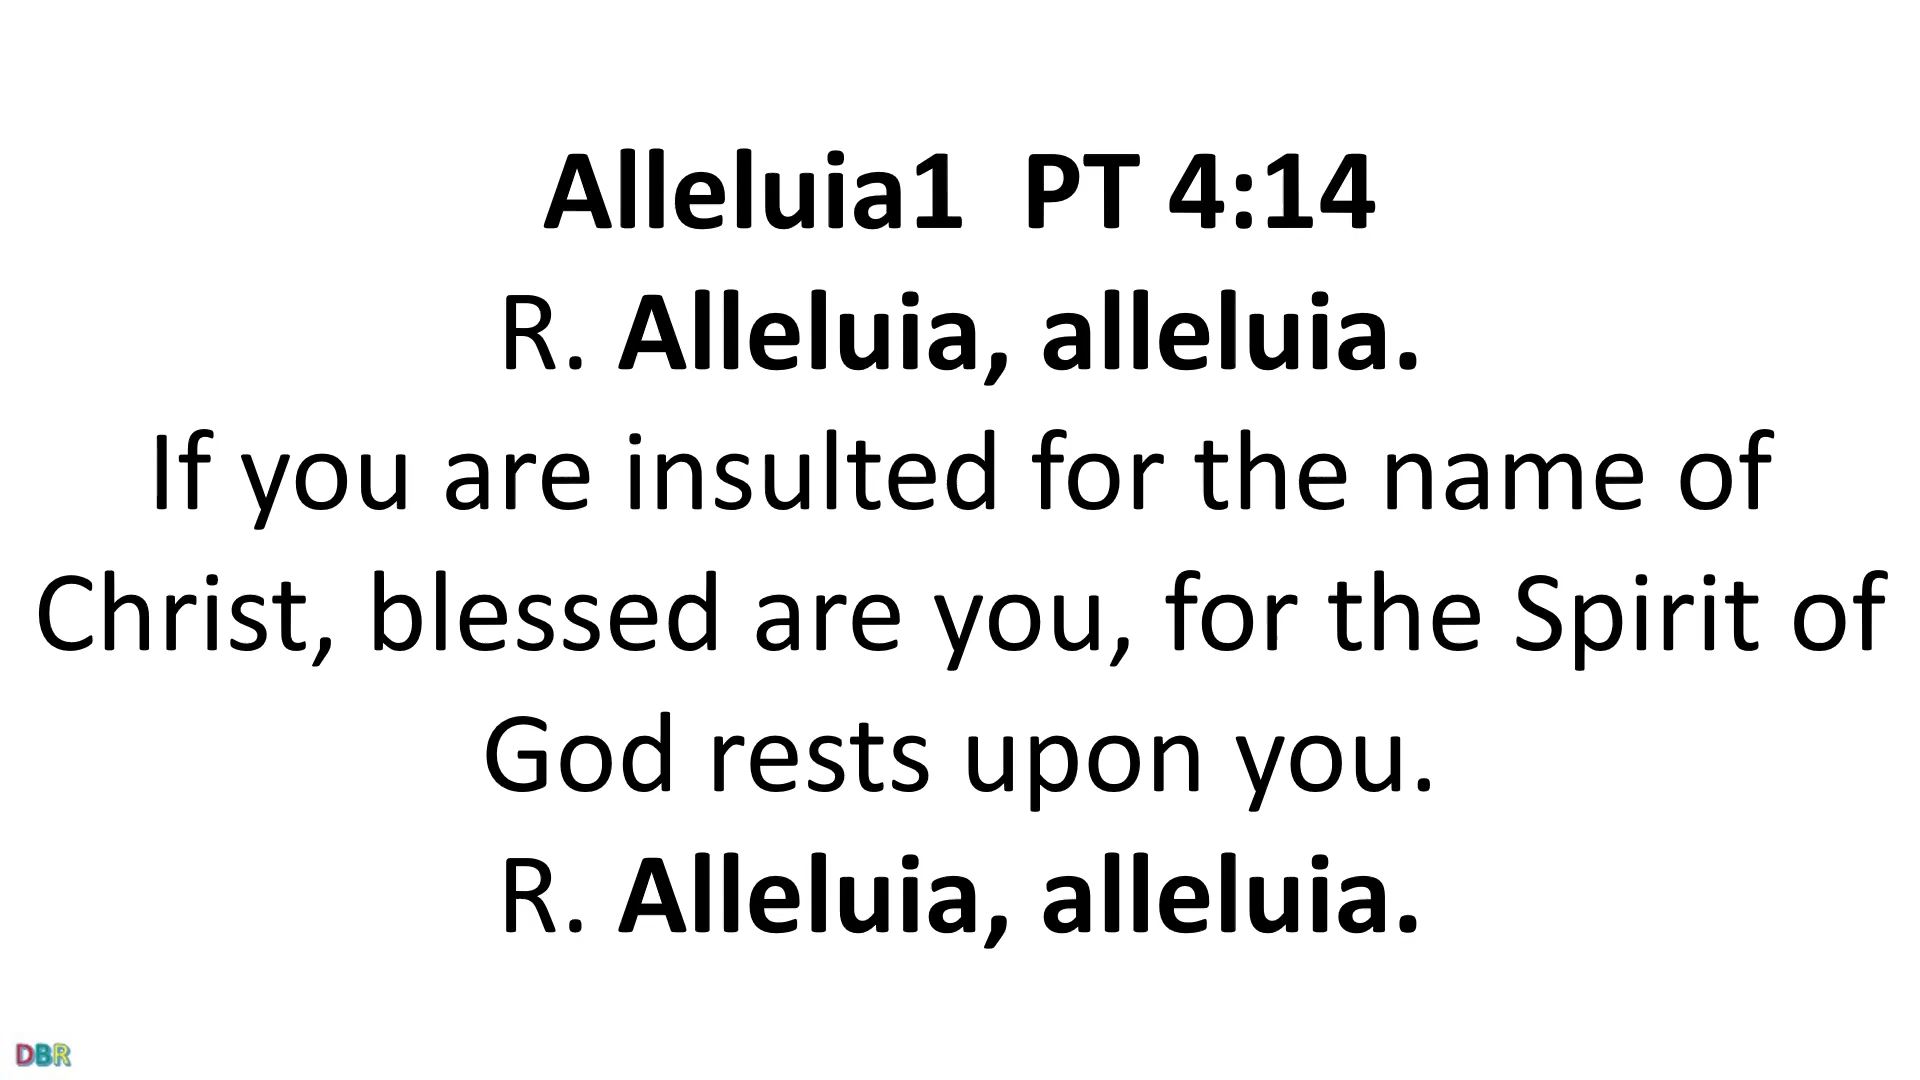 Alleluia1  PT 4:14
R. Alleluia, alleluia.
If you are insulted for the name of
Christ, blessed are you, for the Spirit of
God rests upon you.
R. Alleluia, alleluia.
DBR